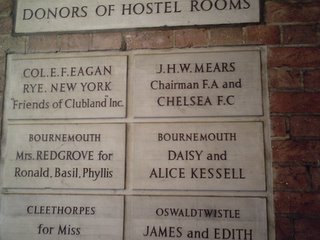 DONORS OF HOSTEL ROOMS
COL. E. F. EAGAN
RYE. NEW YORK
"Friends of Clubland" Inc.
J.H.W. MEARS
Chairman F.A and
CHELSEA F.C
BOURNEMOUTH
Mrs. REDGROVE for
Ronald, Basil, Phyllis
BOURNEMOUTH
DAISY and
ALICE KESSELL
CLEETHORPES
for Miss
OSWALDTWISTLE
JAMES and EDITH